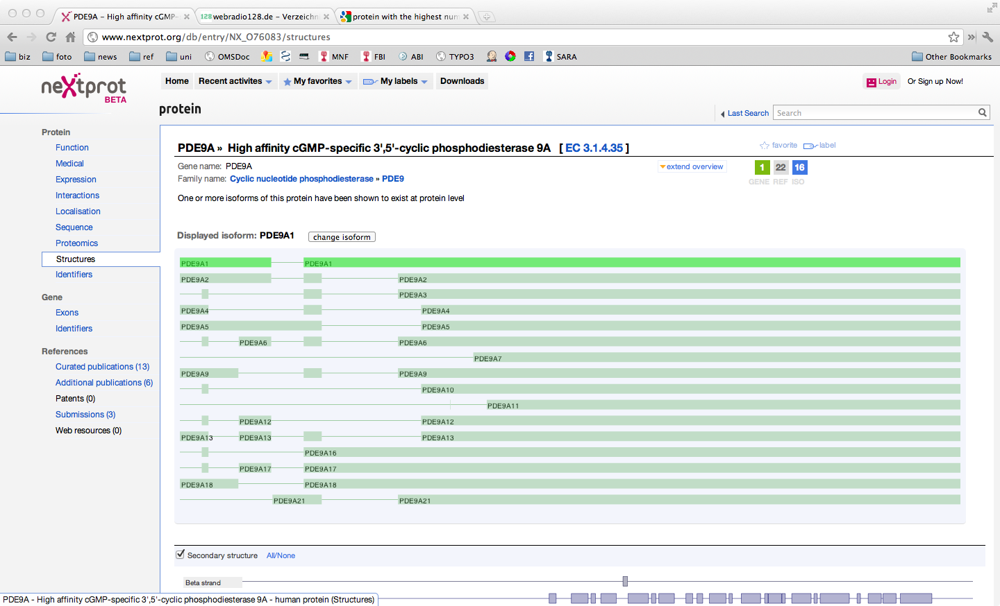 PDE9A – High affinity cGMP-
webradio128.de – Verzeichni
protein with the highest num
www.nextprot.org/db/entry/NX_O76083/structures
biz foto news ref uni OMSDoc MNF FBI ABI TYPO3 SARA Other Bookmarks
neXtprot
BETA
Home Recent activites My favorites My labels Downloads
Login Or Sign up Now!
protein
Last Search Search
Protein
Function
Medical
Expression
Interactions
Localisation
Sequence
Proteomics
Structures
Identifiers
Gene
Exons
Identifiers
References
Curated publications (13)
Additional publications (6)
Patents (0)
Submissions (3)
Web resources (0)
PDE9A » High affinity cGMP-specific 3',5'-cyclic phosphodiesterase 9A [ EC 3.1.4.35 ]
favorite label
Gene name: PDE9A
extend overview
1 22 16
GENE REF ISO
Family name: Cyclic nucleotide phosphodiesterase » PDE9
One or more isoforms of this protein have been shown to exist at protein level
Displayed isoform: PDE9A1 change isoform
PDE9A1 PDE9A1
PDE9A2 PDE9A2
PDE9A3
PDE9A4 PDE9A4
PDE9A5 PDE9A5
PDE9A6 PDE9A6
PDE9A7
PDE9A9 PDE9A9
PDE9A10
PDE9A11
PDE9A12 PDE9A12
PDE9A13 PDE9A13 PDE9A13
PDE9A16
PDE9A17 PDE9A17
PDE9A18 PDE9A18
PDE9A21 PDE9A21
Secondary structure All/None
Beta strand
PDE9A - High affinity cGMP-specific 3',5'-cyclic phosphodiesterase 9A - human protein (Structures)